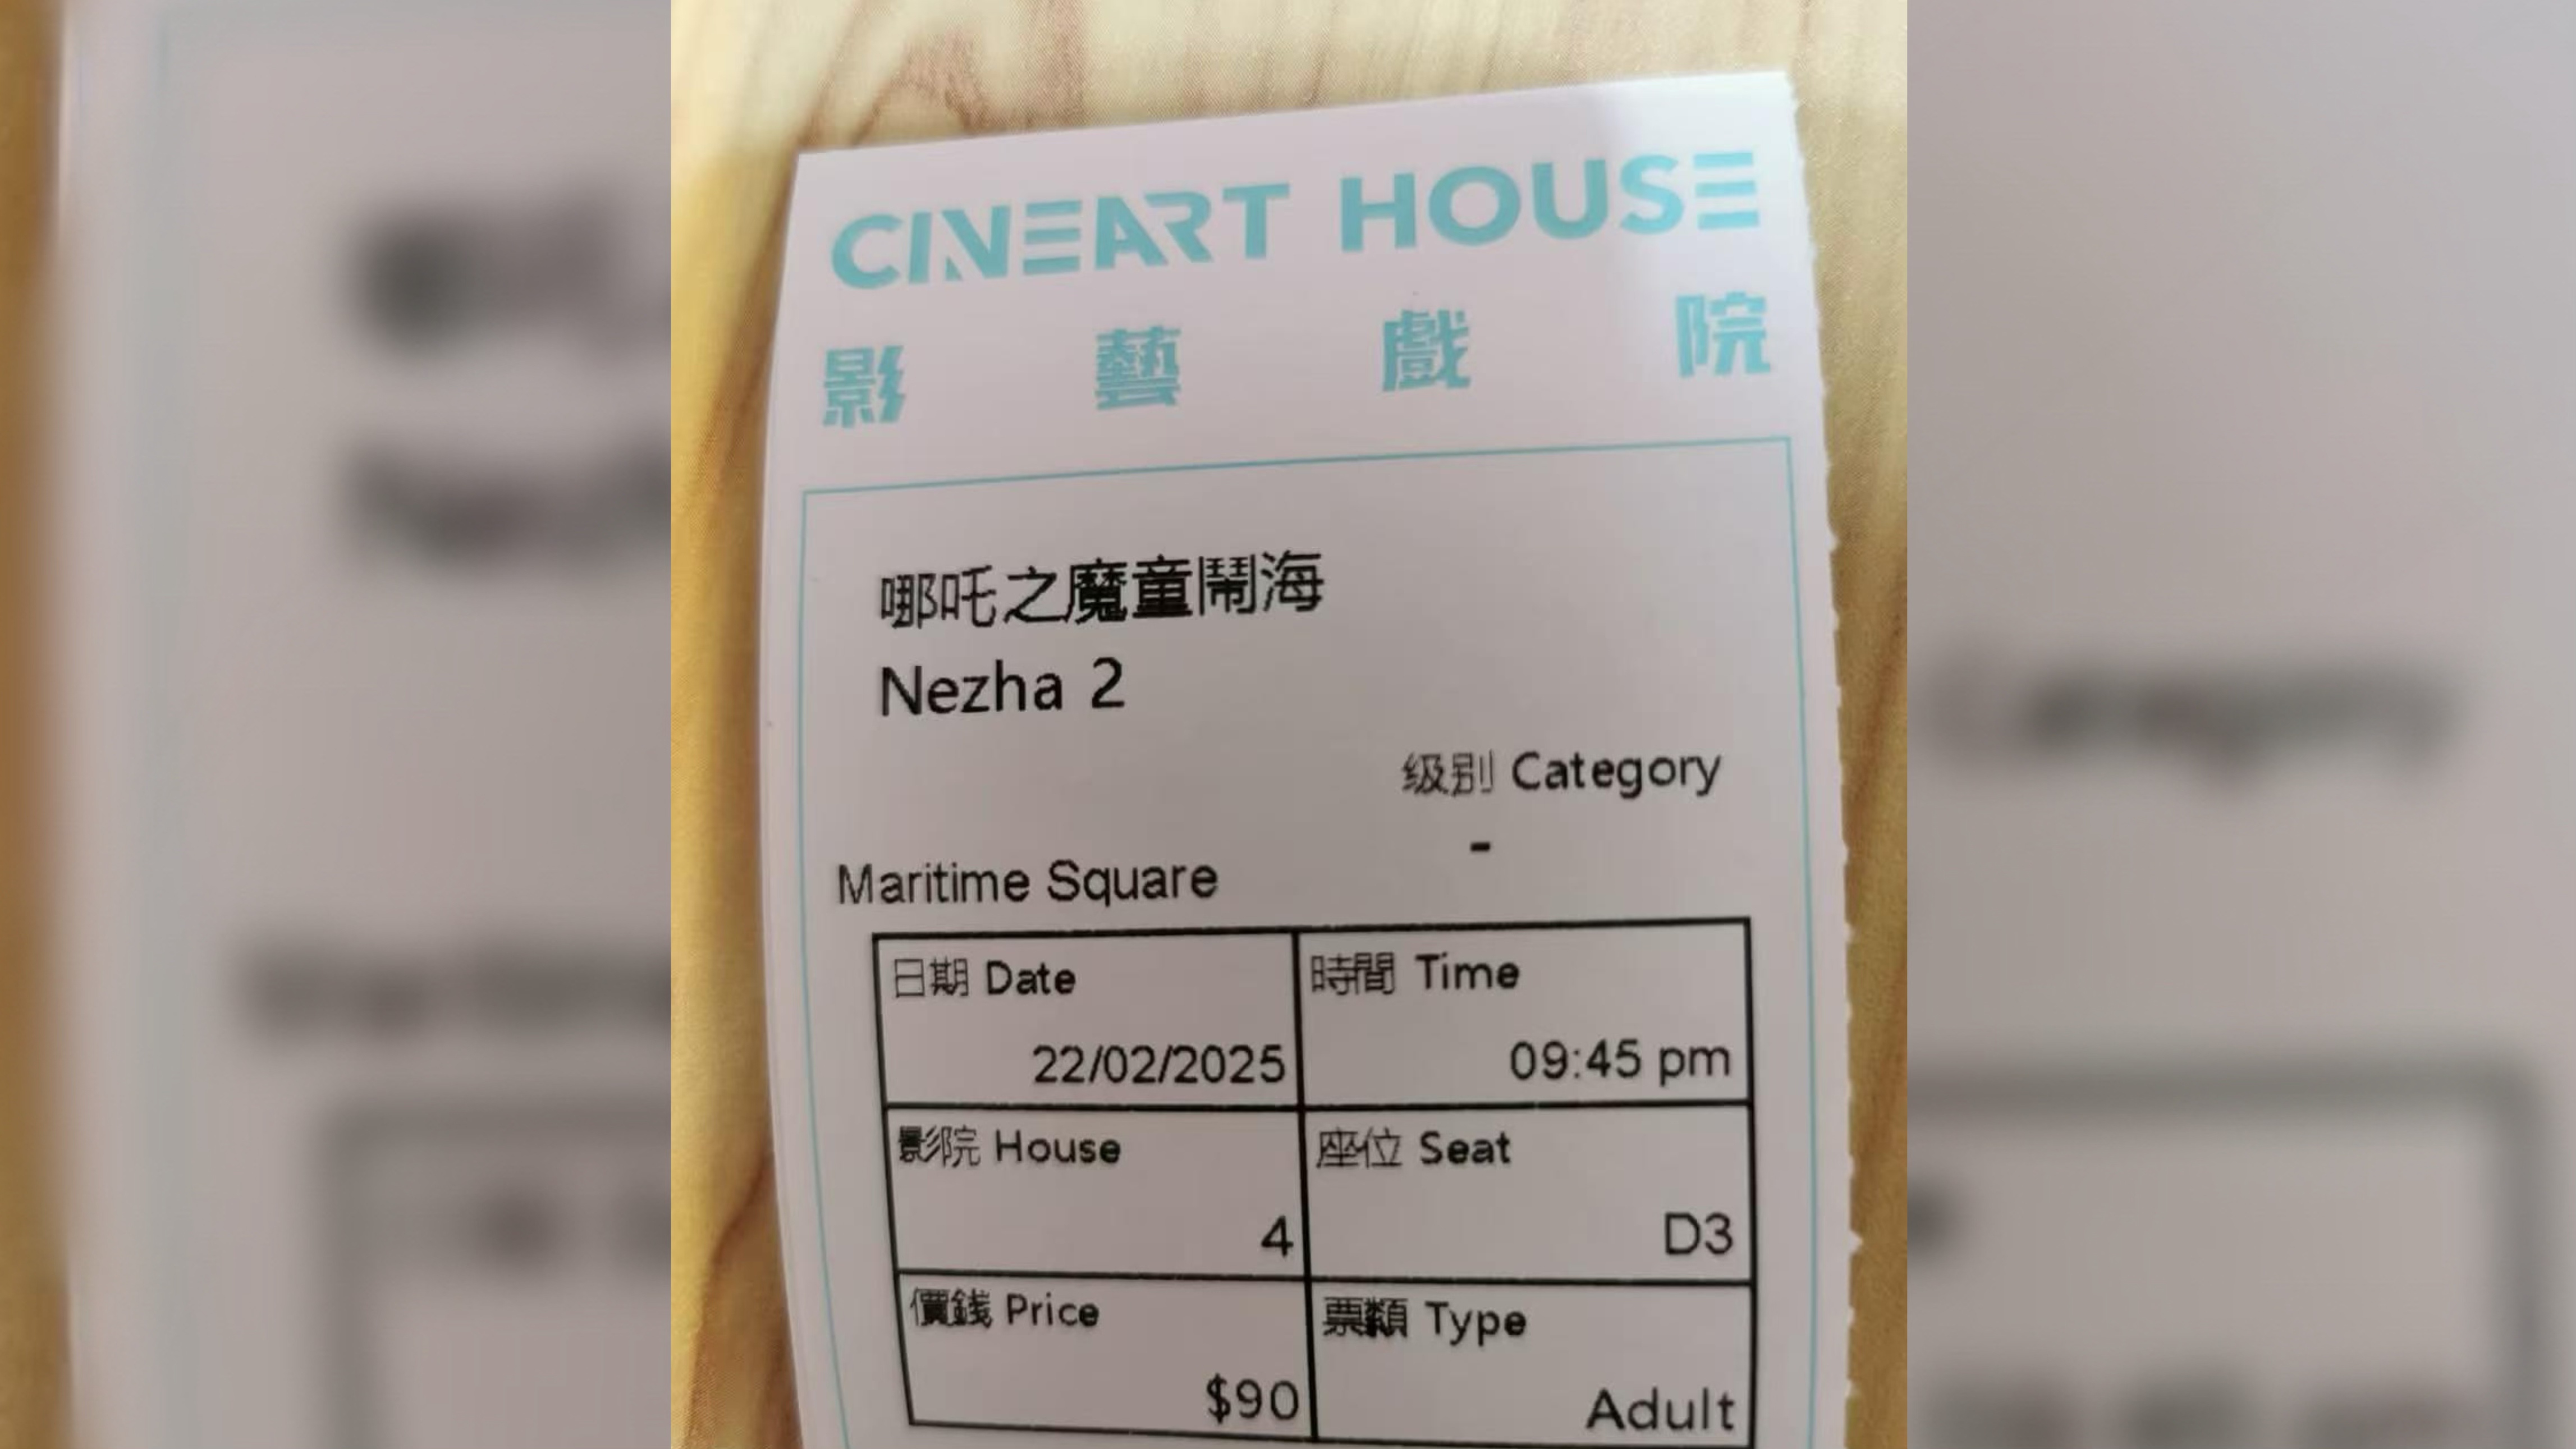 CINEART HOUSE
影藝戲院
哪吒之魔童鬧海
Nezha 2
级别 Category
-
Maritime Square
日期 Date
時間 Time
22/02/2025
09:45 pm
影院 House
座位 Seat
4
D3
價錢 Price
票類 Type
$90
Adult